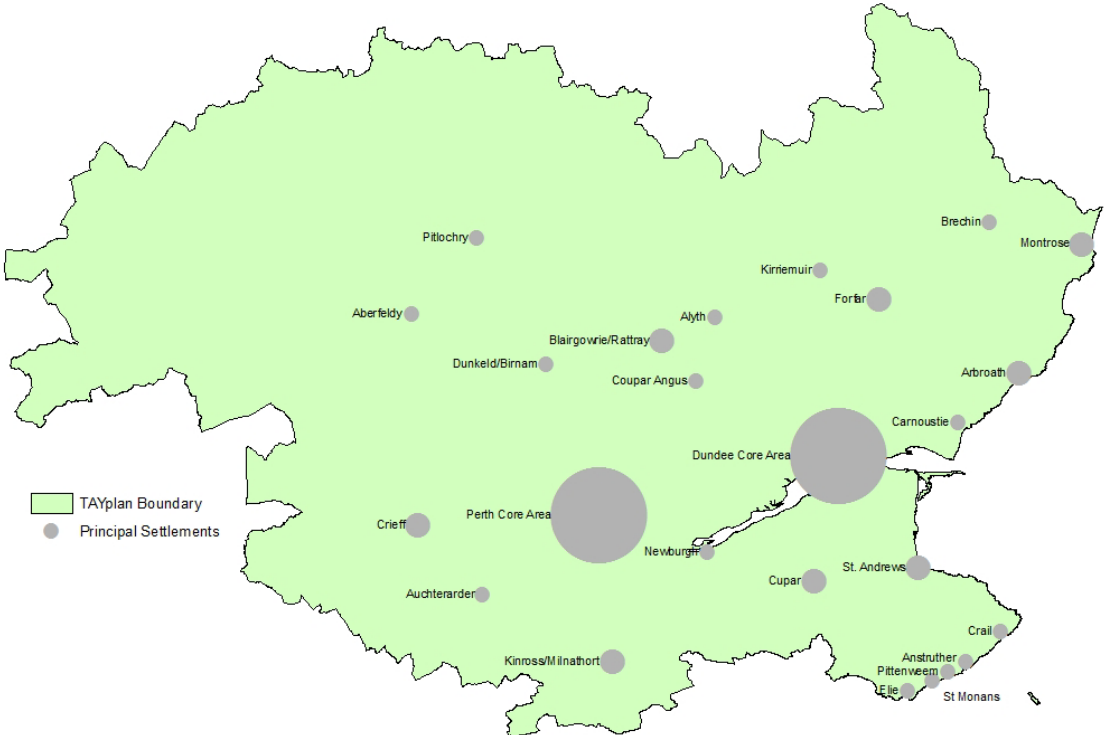 Brechin
Pitlochry
Montrose
Kirriemuir
Forfar
Aberfeldy
Alyth
Blairgowrie/Rattray
Dunkeld/Birnam
Coupar Angus
Arbroath
Carnoustie
Dundee Core Area
TAYplan Boundary
Perth Core Area
Principal Settlements
Crieff
Newburgh
St. Andrews
Cupar
Auchterarder
Crail
Kinross/Milnathort
Anstruther
Pittenweem
Elie
St Monans